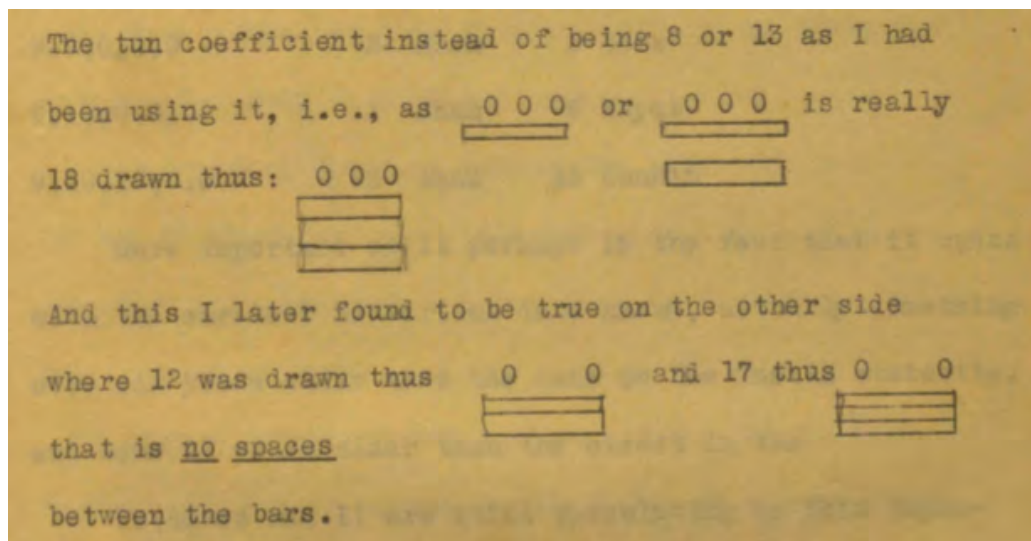 The tun coefficient instead of being 8 or 13 as I had
been using it, i.e., as 0 0 0 or 0 0 0 is really
18 drawn thus: 0 0 0
And this I later found to be true on the other side
where 12 was drawn thus 0 0 and 17 thus 0 0
that is no spaces
between the bars.